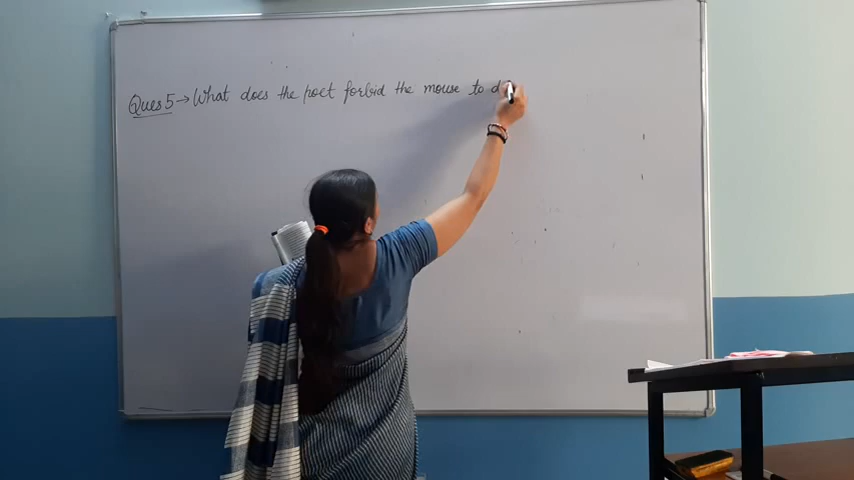 Ques 5 → What does the poet forbid the mouse to d